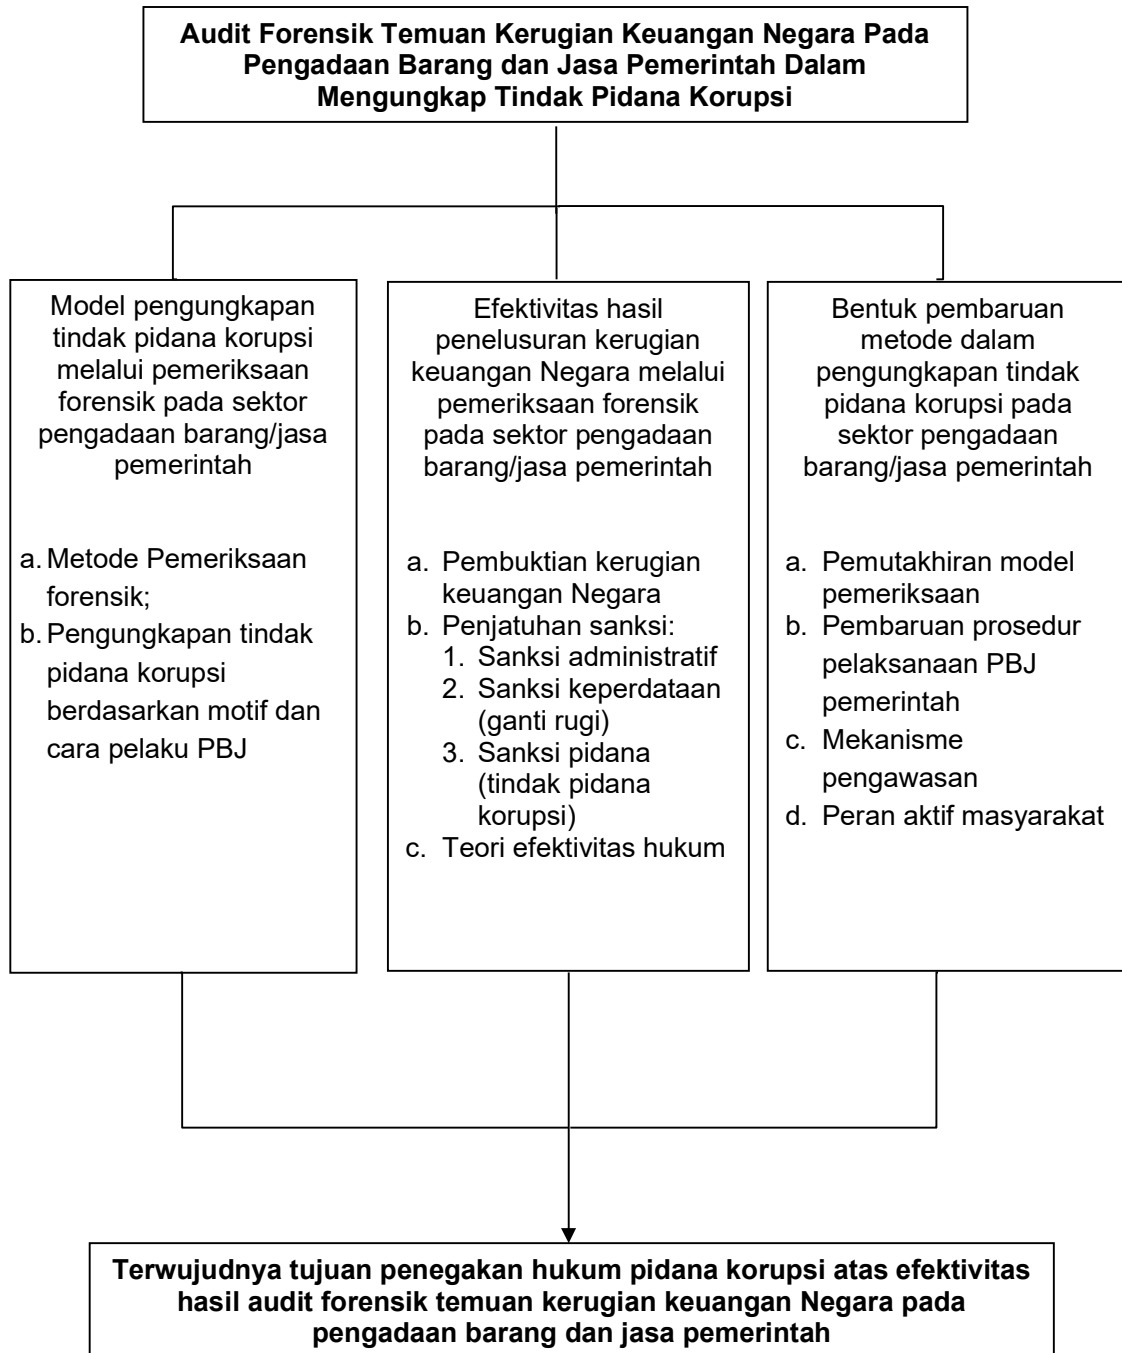 Audit Forensik Temuan Kerugian Keuangan Negara Pada
Pengadaan Barang dan Jasa Pemerintah Dalam
Mengungkap Tindak Pidana Korupsi
Model pengungkapan
tindak pidana korupsi
melalui pemeriksaan
forensik pada sektor
pengadaan barang/jasa
pemerintah
a. Metode Pemeriksaan
forensik;
b. Pengungkapan tindak
pidana korupsi
berdasarkan motif dan
cara pelaku PBJ
Efektivitas hasil
penelusuran kerugian
keuangan Negara melalui
pemeriksaan forensik
pada sektor pengadaan
barang/jasa pemerintah
a. Pembuktian kerugian
keuangan Negara
b. Penjatuhan sanksi:
1. Sanksi administratif
2. Sanksi keperdataan
(ganti rugi)
3. Sanksi pidana
(tindak pidana
korupsi)
c. Teori efektivitas hukum
Bentuk pembaruan
metode dalam
pengungkapan tindak
pidana korupsi pada
sektor pengadaan
barang/jasa pemerintah
a. Pemutakhiran model
pemeriksaan
b. Pembaruan prosedur
pelaksanaan PBJ
pemerintah
c. Mekanisme
pengawasan
d. Peran aktif masyarakat
Terwujudnya tujuan penegakan hukum pidana korupsi atas efektivitas
hasil audit forensik temuan kerugian keuangan Negara pada
pengadaan barang dan jasa pemerintah